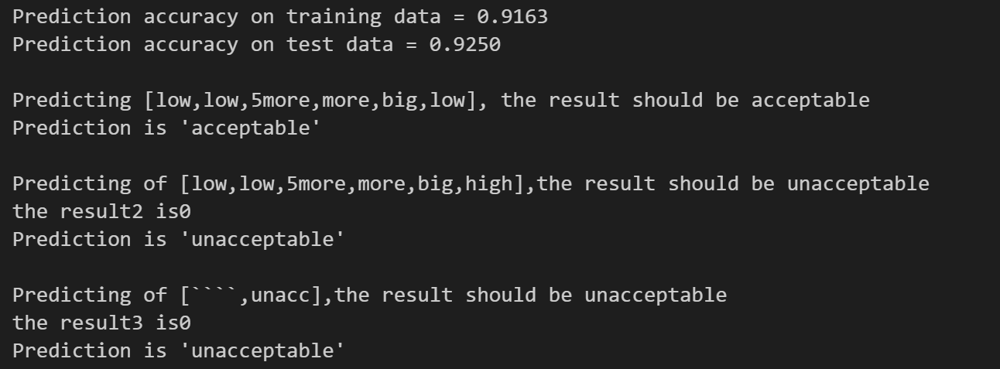 Prediction accuracy on training data = 0.9163
Prediction accuracy on test data = 0.9250
Predicting [low,low,5more,more,big,low], the result should be acceptable
Prediction is 'acceptable'
Predicting of [low,low,5more,more,big,high],the result should be unacceptable
the result2 is0
Prediction is 'unacceptable'
Predicting of [````,unacc],the result should be unacceptable
the result3 is0
Prediction is 'unacceptable'